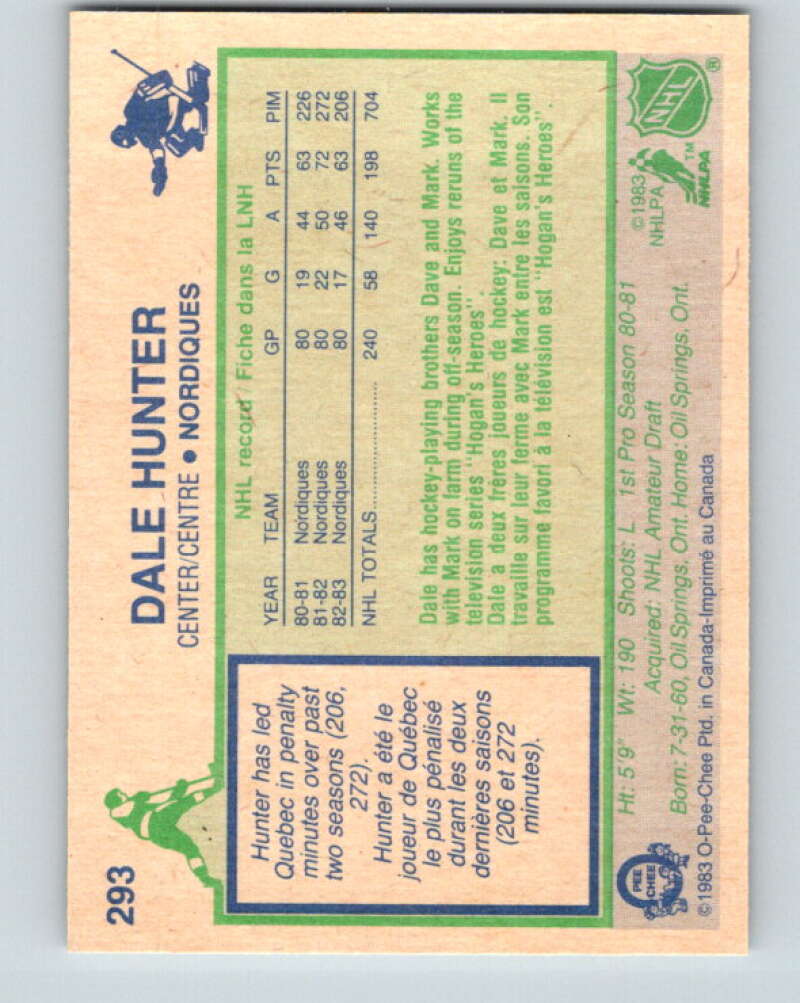 293
DALE HUNTER
CENTER/CENTRE • NORDIQUES
Hunter has led
Quebec in penalty
minutes over past
two seasons (206,
272).
Hunter a été le
joueur de Québec
le plus pénalisé
durant les deux
dernières saisons
(206 et 272
minutes).
NHL record / Fiche dans la LNH
YEAR TEAM GP G A PTS PIM
80-81 Nordiques 80 19 44 63 226
81-82 Nordiques 80 22 50 72 272
82-83 Nordiques 80 17 46 63 206
NHL TOTALS.................... 240 58 140 198 704
Dale has hockey-playing brothers Dave and Mark. Works
with Mark on farm during off-season. Enjoys reruns of the
television series "Hogan's Heroes".
Dale a deux frères joueurs de hockey: Dave et Mark. Il
travaille sur leur ferme avec Mark entre les saisons. Son
programme favori à la télévision est "Hogan's Heroes".
Ht: 5'9" Wt: 190 Shoots: L 1st Pro Season 80-81
Acquired: NHL Amateur Draft
Born: 7-31-60, Oil Springs, Ont. Home: Oil Springs, Ont.
©1983 O-Pee-Chee Ptd. in Canada-Imprimé au Canada
O
PEE
CHEE
©1983
NHLPA
NHLPA
TM
NHL
®